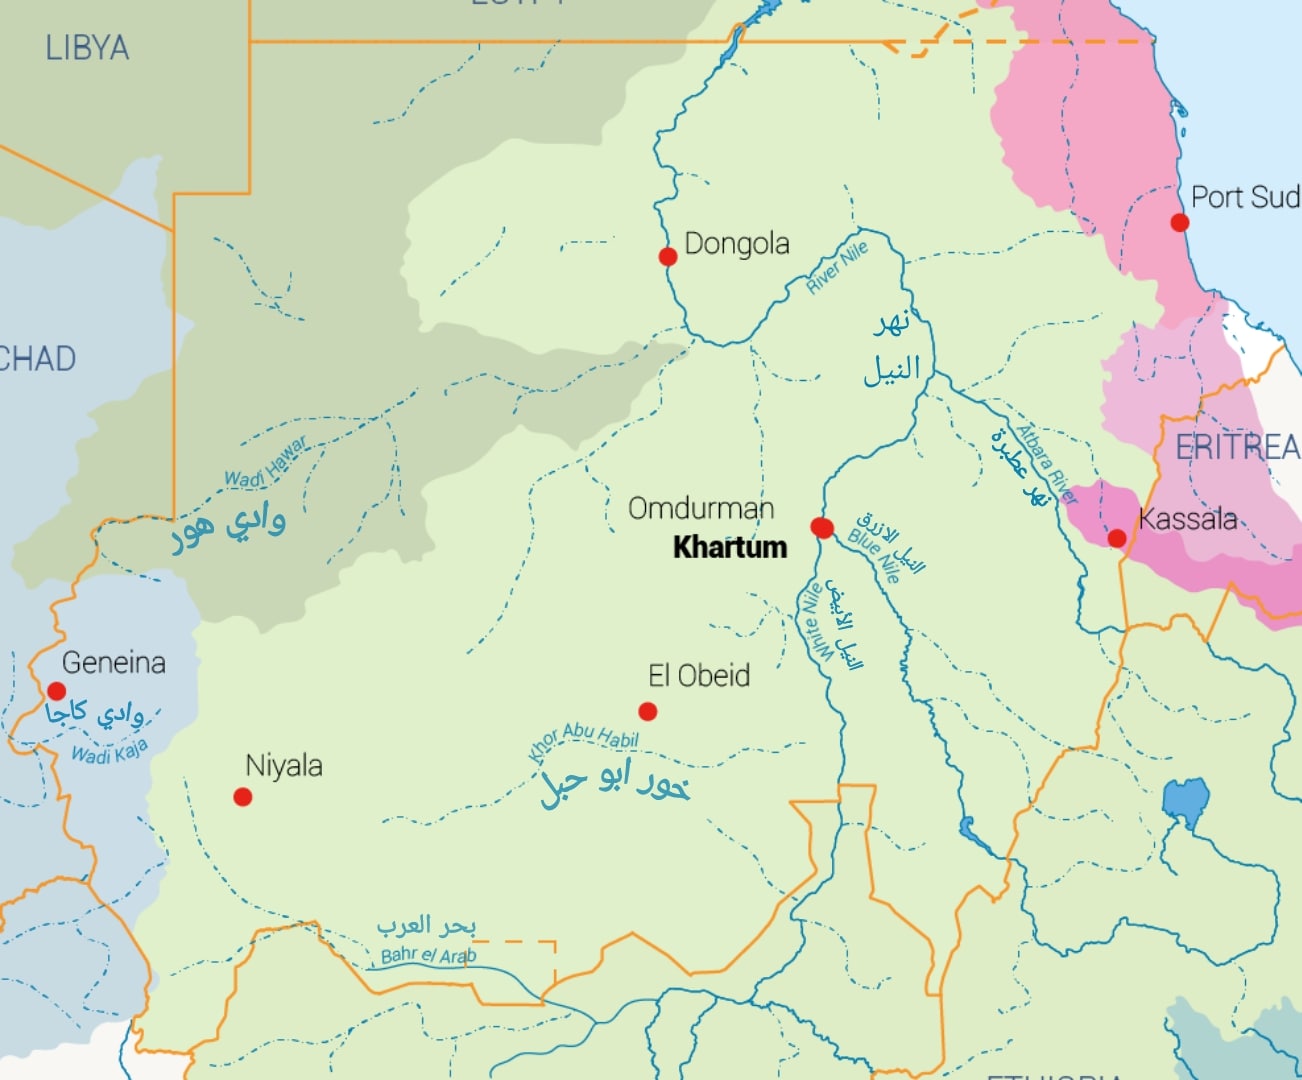 EGYPT
LIBYA
Port Sud
Dongola
River Nile
نهر
النيل
CHAD
ERITREA
Atbara River
نهر عطبرة
Wadi Hawar
وادي هور
Omdurman
Khartum
Kassala
النيل الازرق
Blue Nile
White Nile
النيل الابيض
Geneina
وادي كاجا
Wadi Kaja
El Obeid
Khor Abu Habil
خور ابو حبل
Niyala
بحر العرب
Bahr el Arab
ETHIOPIA